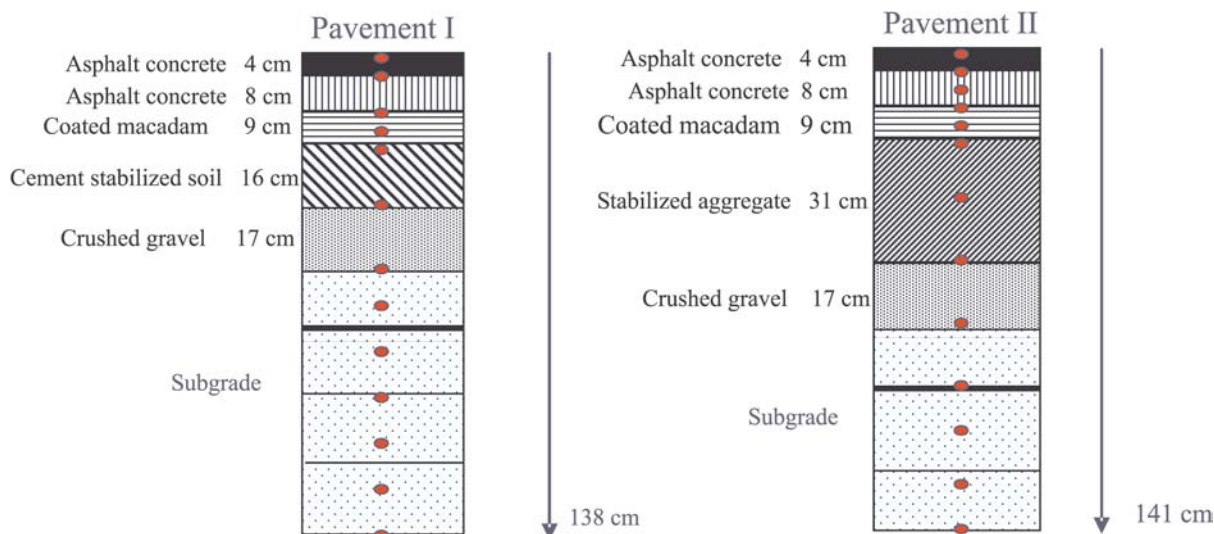 Pavement I
Asphalt concrete 4 cm
Asphalt concrete 8 cm
Coated macadam 9 cm
Cement stabilized soil 16 cm
Crushed gravel 17 cm
Subgrade
138 cm
Pavement II
Asphalt concrete 4 cm
Asphalt concrete 8 cm
Coated macadam 9 cm
Stabilized aggregate 31 cm
Crushed gravel 17 cm
Subgrade
141 cm